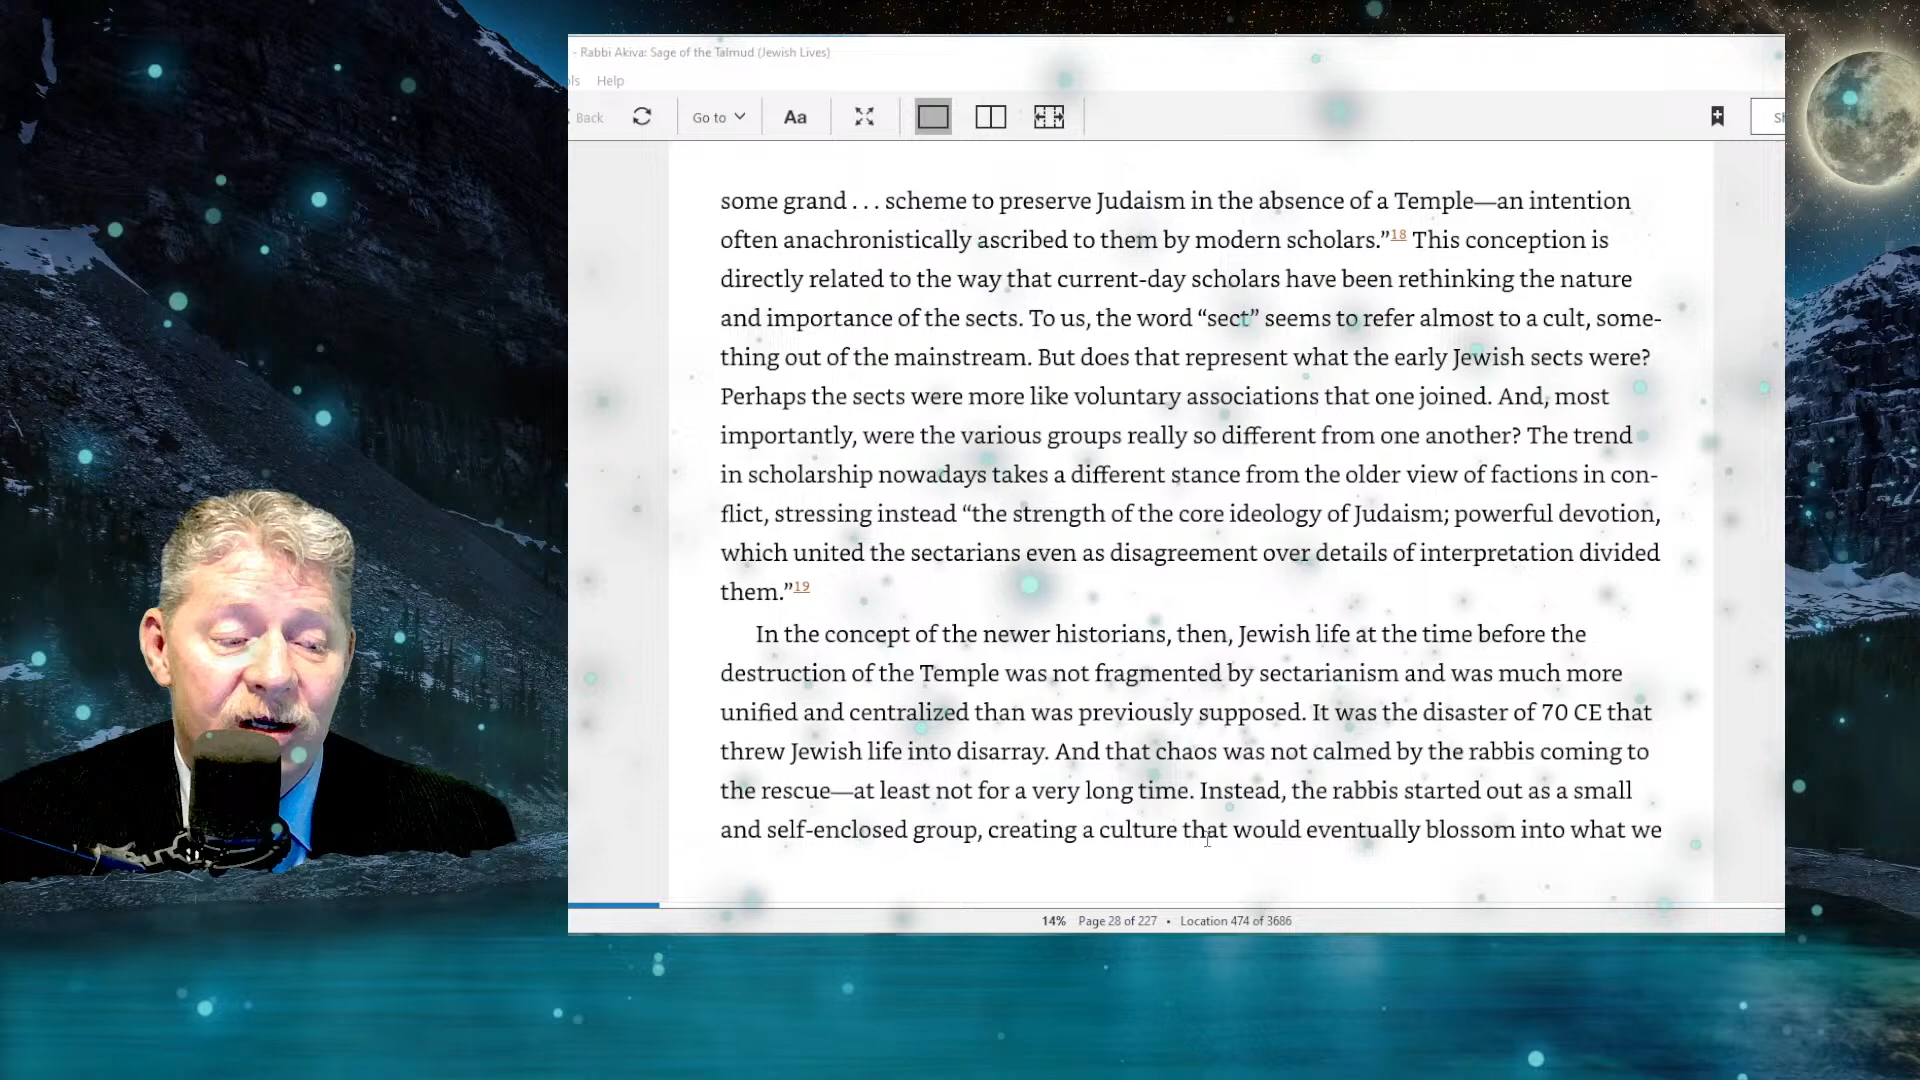 - Rabbi Akiva: Sage of the Talmud (Jewish Lives)
Help
Back Go to Aa
some grand . . . scheme to preserve Judaism in the absence of a Temple—an intention
often anachronistically ascribed to them by modern scholars.”18 This conception is
directly related to the way that current-day scholars have been rethinking the nature
and importance of the sects. To us, the word “sect” seems to refer almost to a cult, some-
thing out of the mainstream. But does that represent what the early Jewish sects were?
Perhaps the sects were more like voluntary associations that one joined. And, most
importantly, were the various groups really so different from one another? The trend
in scholarship nowadays takes a different stance from the older view of factions in con-
flict, stressing instead “the strength of the core ideology of Judaism; powerful devotion,
which united the sectarians even as disagreement over details of interpretation divided
them.”19
In the concept of the newer historians, then, Jewish life at the time before the
destruction of the Temple was not fragmented by sectarianism and was much more
unified and centralized than was previously supposed. It was the disaster of 70 CE that
threw Jewish life into disarray. And that chaos was not calmed by the rabbis coming to
the rescue—at least not for a very long time. Instead, the rabbis started out as a small
and self-enclosed group, creating a culture that would eventually blossom into what we
14% Page 28 of 227 • Location 474 of 3686